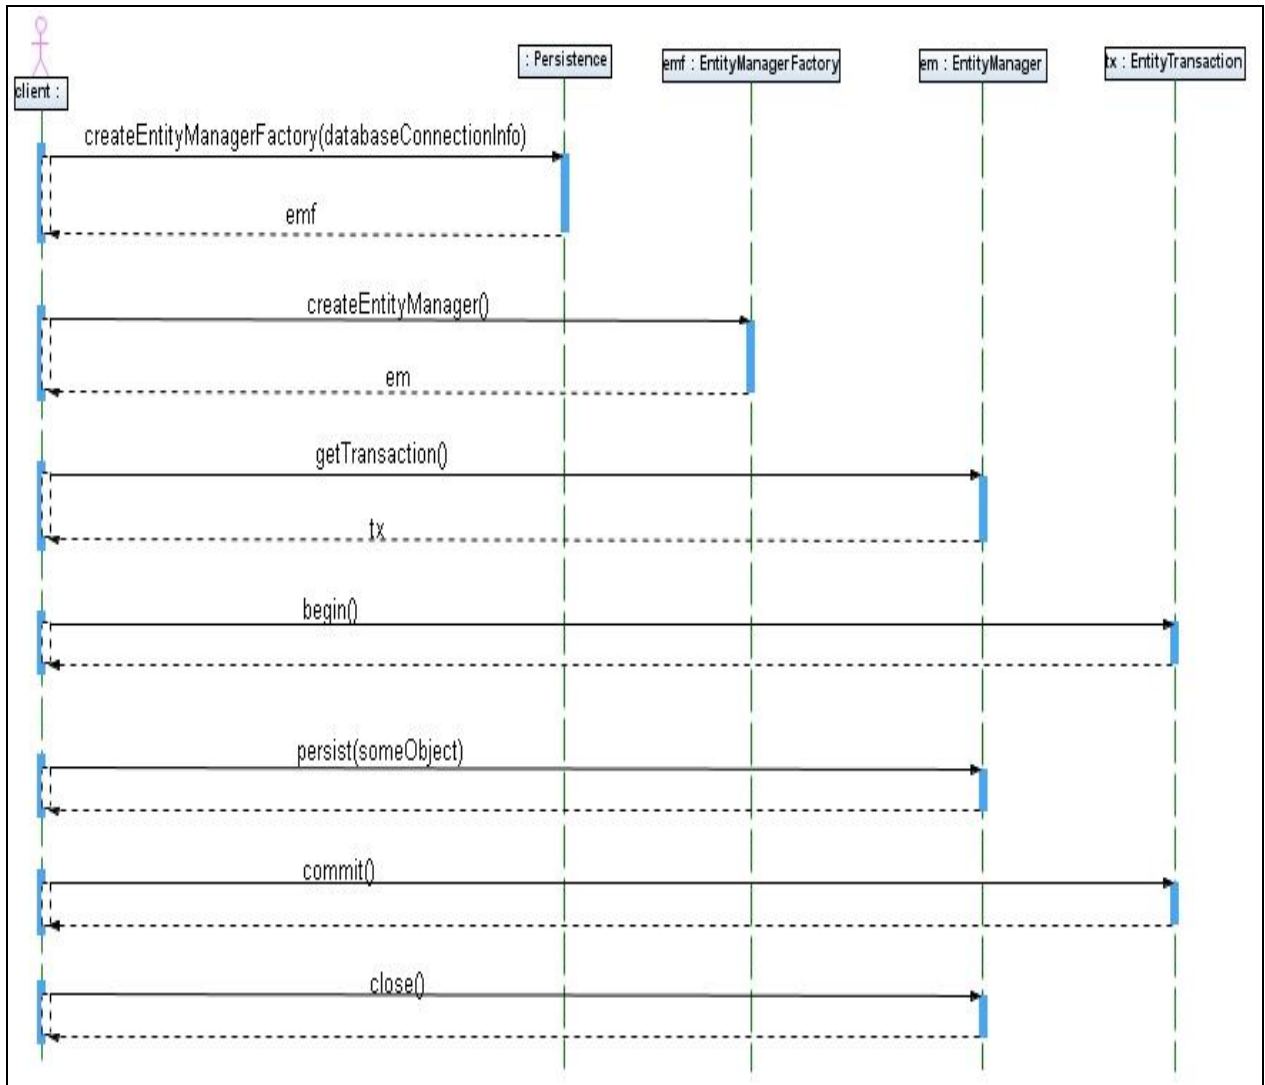 client :
: Persistence
emf : EntityManagerFactory
em : EntityManager
tx : EntityTransaction
createEntityManagerFactory(databaseConnectionInfo)
emf
createEntityManager()
em
getTransaction()
tx
begin()
persist(someObject)
commit()
close()